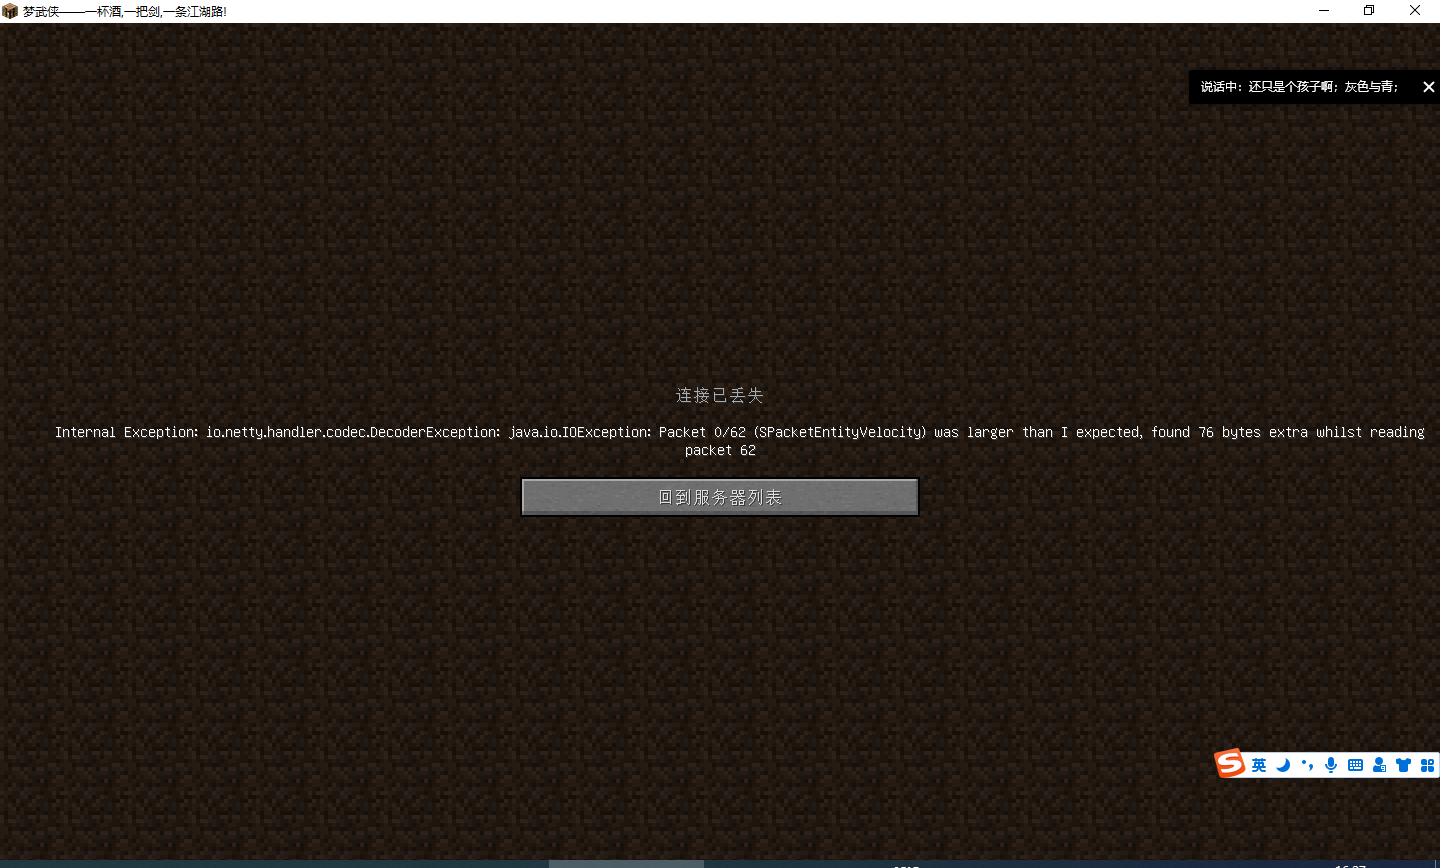 梦武侠——一杯酒,一把剑,一条江湖路!
说话中：还只是个孩子啊；灰色与青；
连接已丢失
Internal Exception: io.netty.handler.codec.DecoderException: java.io.IOException: Packet 0/62 (SPacketEntityVelocity) was larger than I expected, found 76 bytes extra whilst reading
packet 62
回到服务器列表
S英